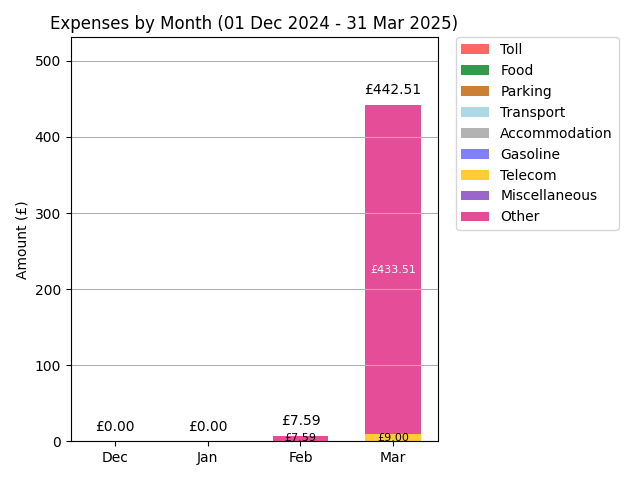 Expenses by Month (01 Dec 2024 - 31 Mar 2025)
Amount (£)
500
400
300
200
100
0
£0.00
£0.00
£7.59
£7.59
£442.51
£433.51
£9.00
Dec
Jan
Feb
Mar
Toll
Food
Parking
Transport
Accommodation
Gasoline
Telecom
Miscellaneous
Other